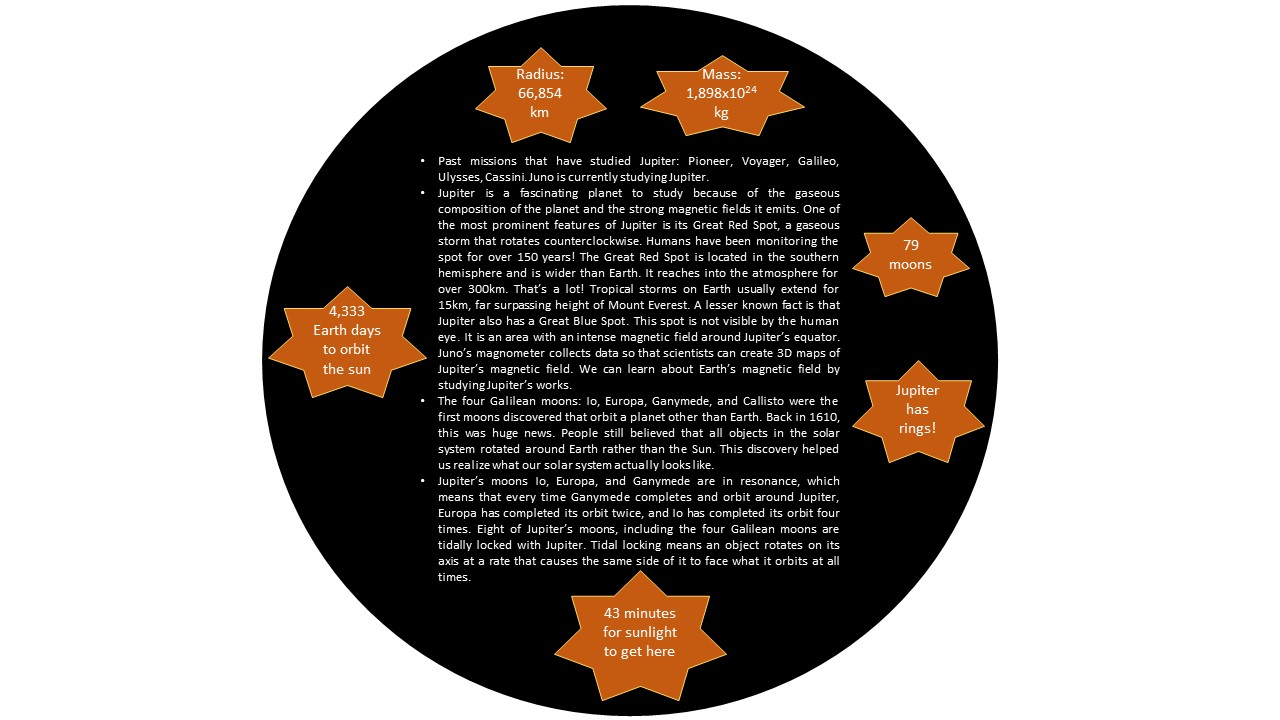 Radius:
66,854
km
Mass:
1,898x10²⁴
kg
• Past missions that have studied Jupiter: Pioneer, Voyager, Galileo,
Ulysses, Cassini. Juno is currently studying Jupiter.
• Jupiter is a fascinating planet to study because of the gaseous
composition of the planet and the strong magnetic fields it emits. One of
the most prominent features of Jupiter is its Great Red Spot, a gaseous
storm that rotates counterclockwise. Humans have been monitoring the
spot for over 150 years! The Great Red Spot is located in the southern
hemisphere and is wider than Earth. It reaches into the atmosphere for
over 300km. That's a lot! Tropical storms on Earth usually extend for
15km, far surpassing height of Mount Everest. A lesser known fact is that
Jupiter also has a Great Blue Spot. This spot is not visible by the human
eye. It is an area with an intense magnetic field around Jupiter's equator.
Juno's magnometer collects data so that scientists can create 3D maps of
Jupiter's magnetic field. We can learn about Earth's magnetic field by
studying Jupiter's works.
• The four Galilean moons: Io, Europa, Ganymede, and Callisto were the
first moons discovered that orbit a planet other than Earth. Back in 1610,
this was huge news. People still believed that all objects in the solar
system rotated around Earth rather than the Sun. This discovery helped
us realize what our solar system actually looks like.
• Jupiter's moons Io, Europa, and Ganymede are in resonance, which
means that every time Ganymede completes and orbit around Jupiter,
Europa has completed its orbit twice, and Io has completed its orbit four
times. Eight of Jupiter's moons, including the four Galilean moons are
tidally locked with Jupiter. Tidal locking means an object rotates on its
axis at a rate that causes the same side of it to face what it orbits at all
times.
79
moons
4,333
Earth days
to orbit
the sun
Jupiter
has
rings!
43 minutes
for sunlight
to get here